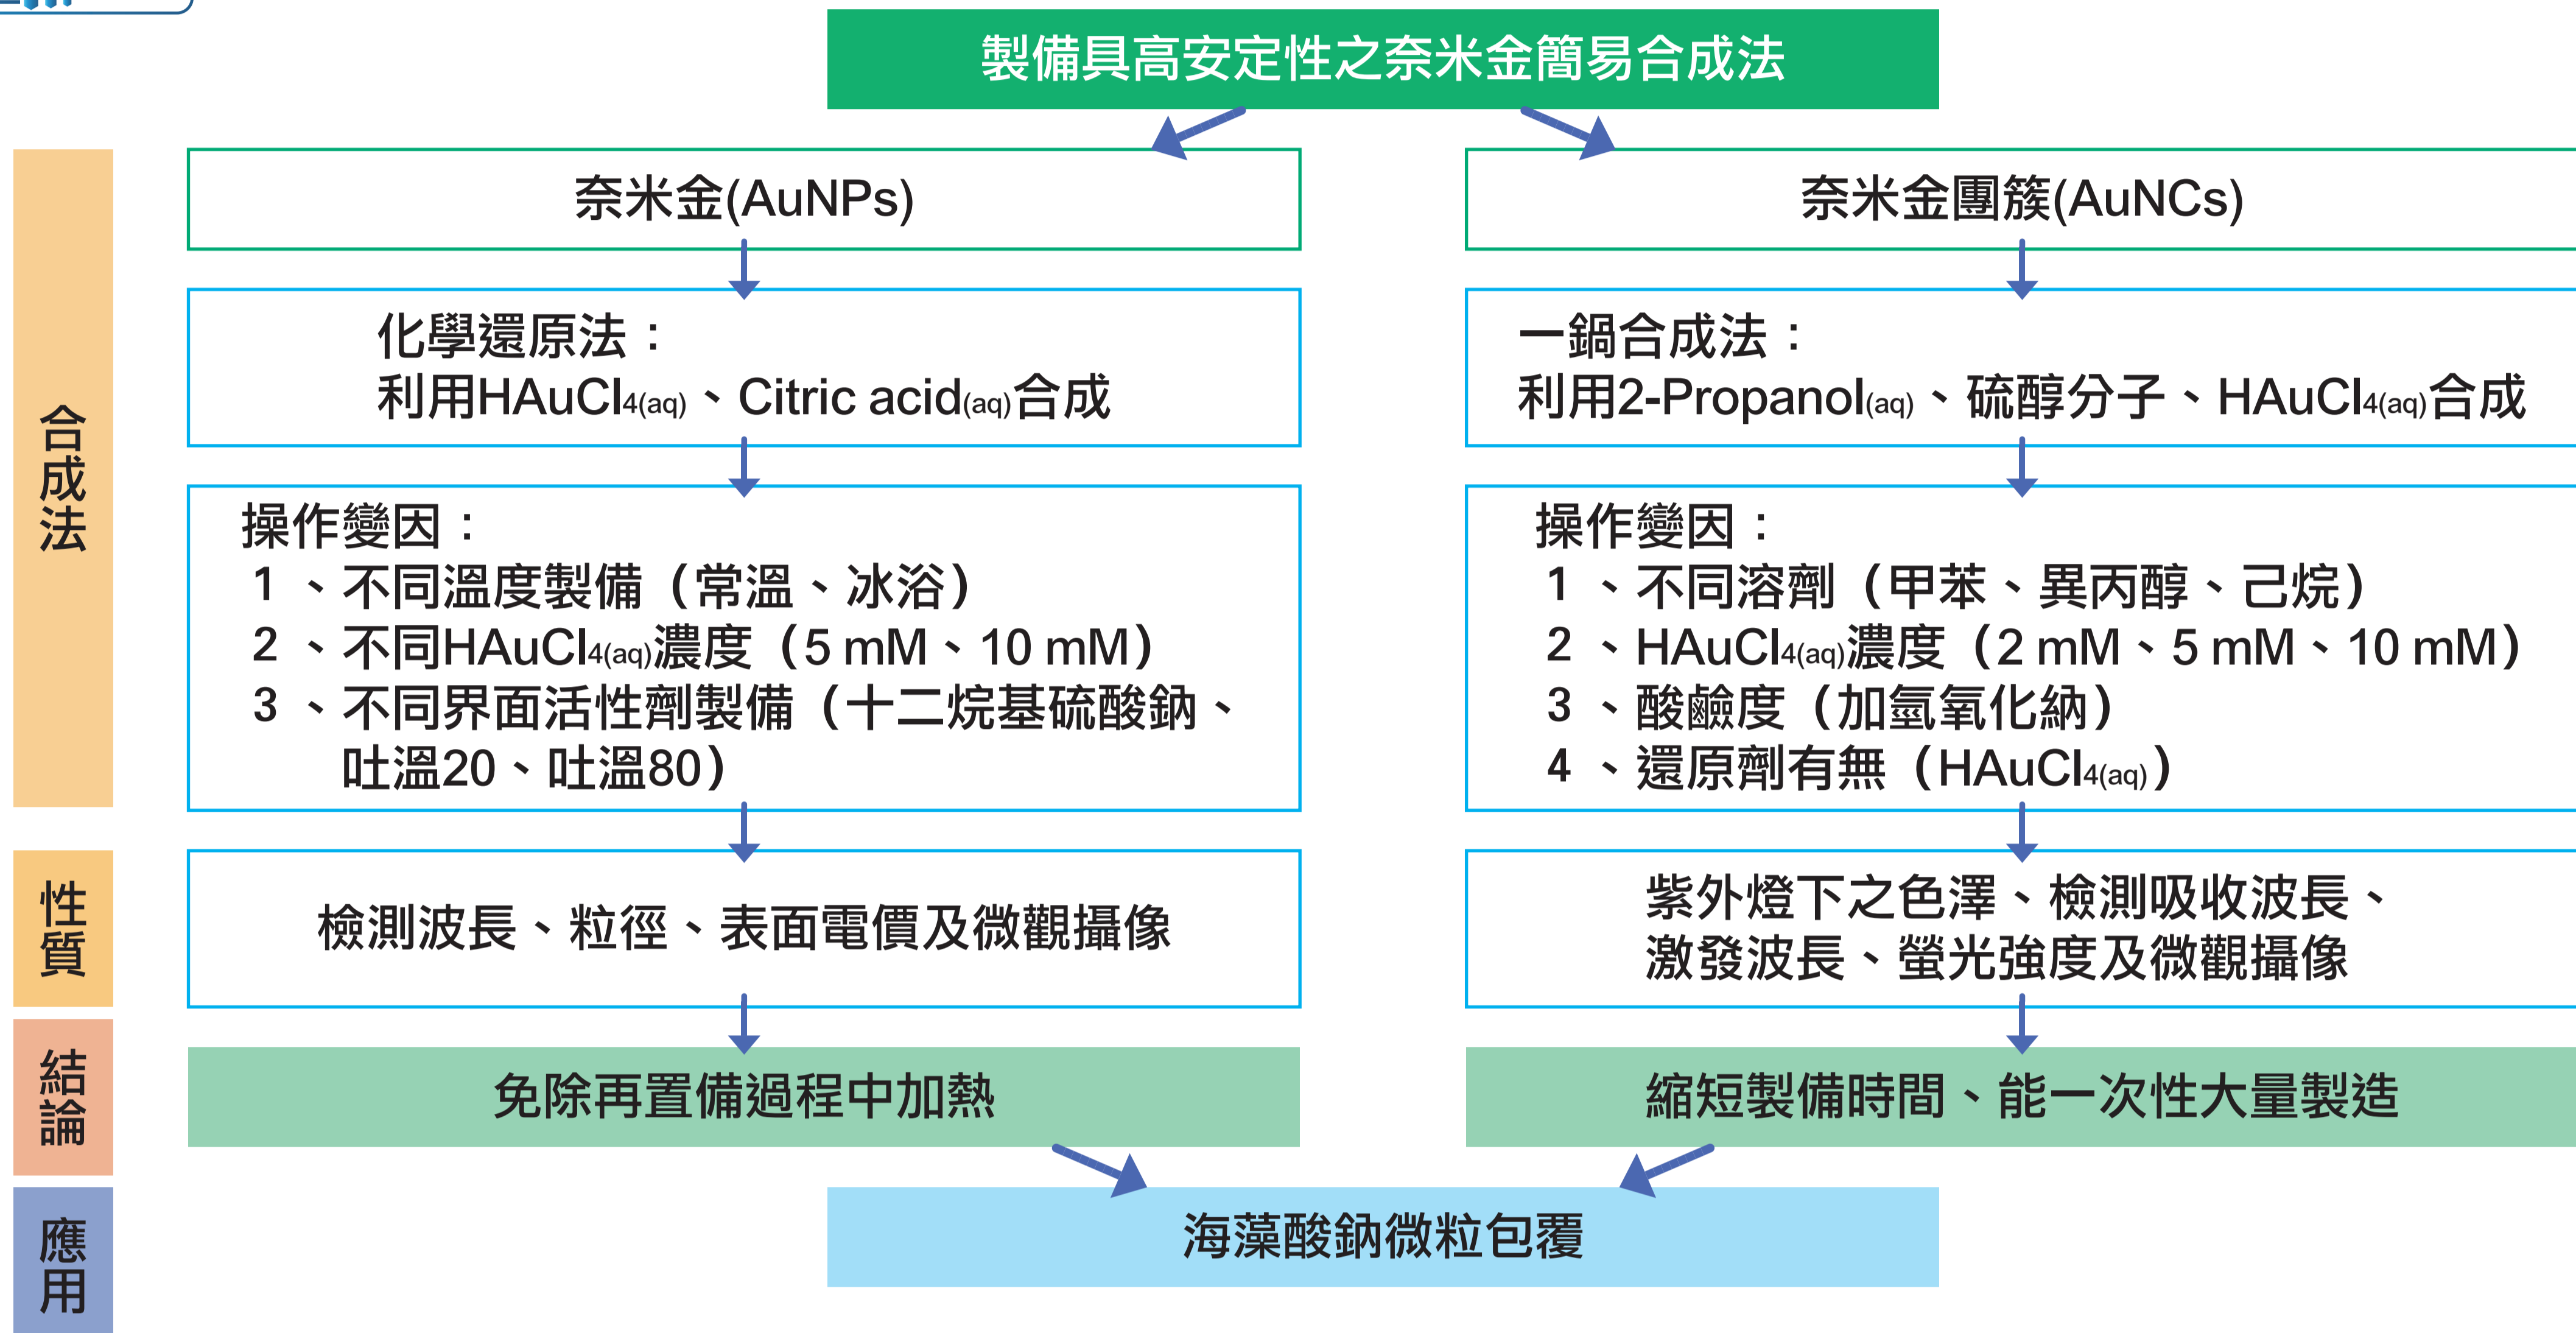 製備具高安定性之奈米金簡易合成法
合成法
奈米金(AuNPs)
化學還原法：
利用HAuCl4(aq)、Citric acid(aq)合成
操作變因：
1、不同溫度製備（常溫、冰浴）
2、不同HAuCl4(aq)濃度（5 mM、10 mM）
3、不同界面活性劑製備（十二烷基硫酸鈉、
吐溫20、吐溫80）
奈米金團簇(AuNCs)
一鍋合成法：
利用2-Propanol(aq)、硫醇分子、HAuCl4(aq)合成
操作變因：
1、不同溶劑（甲苯、異丙醇、己烷）
2、HAuCl4(aq)濃度（2 mM、5 mM、10 mM）
3、酸鹼度（加氫氧化納）
4、還原劑有無（HAuCl4(aq)）
性質
檢測波長、粒徑、表面電價及微觀攝像
紫外燈下之色澤、檢測吸收波長、
激發波長、螢光強度及微觀攝像
結論
免除再置備過程中加熱
縮短製備時間、能一次性大量製造
應用
海藻酸鈉微粒包覆